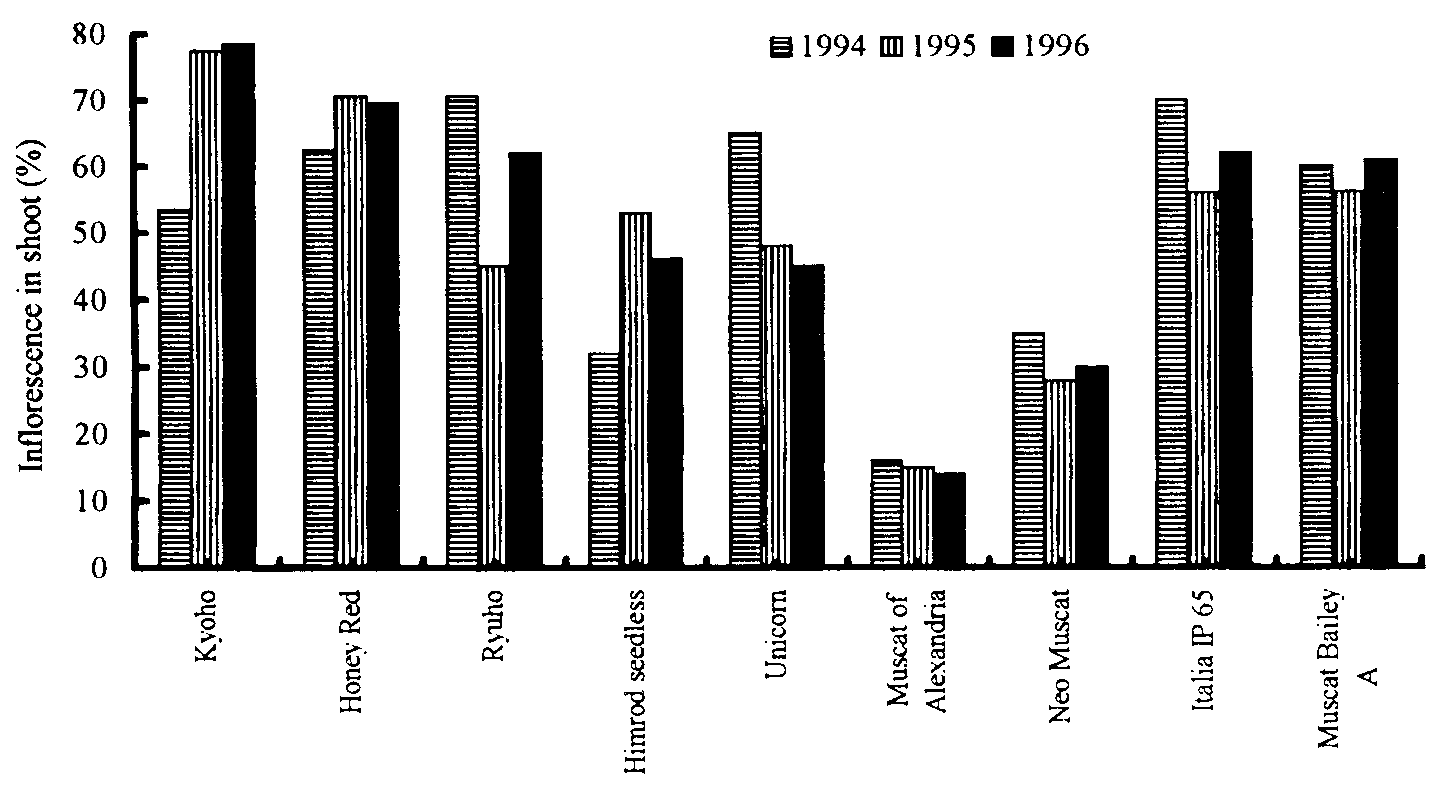 80
70
60
50
40
30
20
10
0
Inflorescence in shoot (%)
1994 1995 1996
Kyoho
Honey Red
Ryuho
Himrod seedless
Unicorn
Muscat of
Alexandria
Neo Muscat
Italia IP 65
Muscat Bailey
A